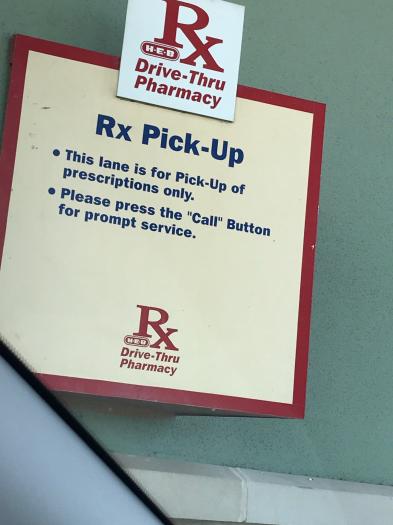 Rx
H-E-B
Drive-Thru
Pharmacy
Rx Pick-Up
• This lane is for Pick-Up of
prescriptions only.
• Please press the "Call" Button
for prompt service.
Rx
H-E-B
Drive-Thru
Pharmacy